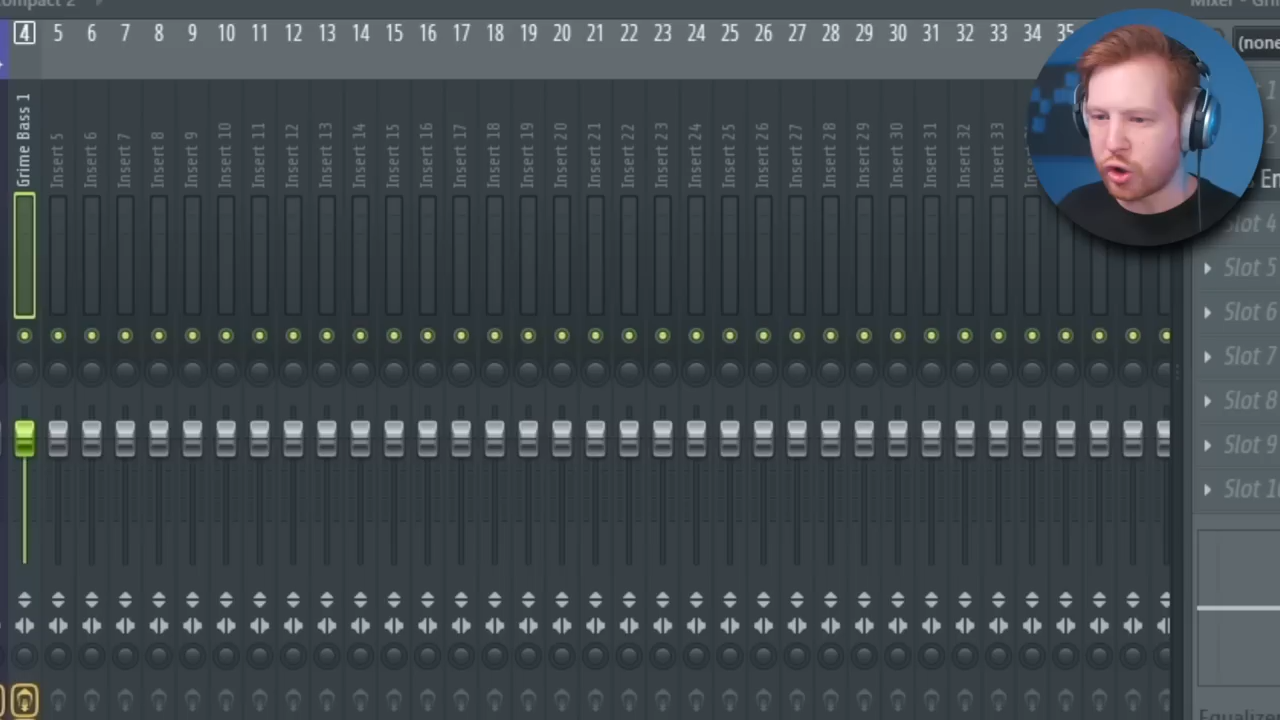 ompact 2
Mixer - Gri
4 5 6 7 8 9 10 11 12 13 14 15 16 17 18 19 20 21 22 23 24 25 26 27 28 29 30 31 32 33 34 35
(none
Grime Bass 1
Insert 5
Insert 6
Insert 7
Insert 8
Insert 9
Insert 10
Insert 11
Insert 12
Insert 13
Insert 14
Insert 15
Insert 16
Insert 17
Insert 18
Insert 19
Insert 20
Insert 21
Insert 22
Insert 23
Insert 24
Insert 25
Insert 26
Insert 27
Insert 28
Insert 29
Insert 30
Insert 31
Insert 32
Insert 33
Slot 4
Slot 5
Slot 6
Slot 7
Slot 8
Slot 9
Slot 10
Equalizer